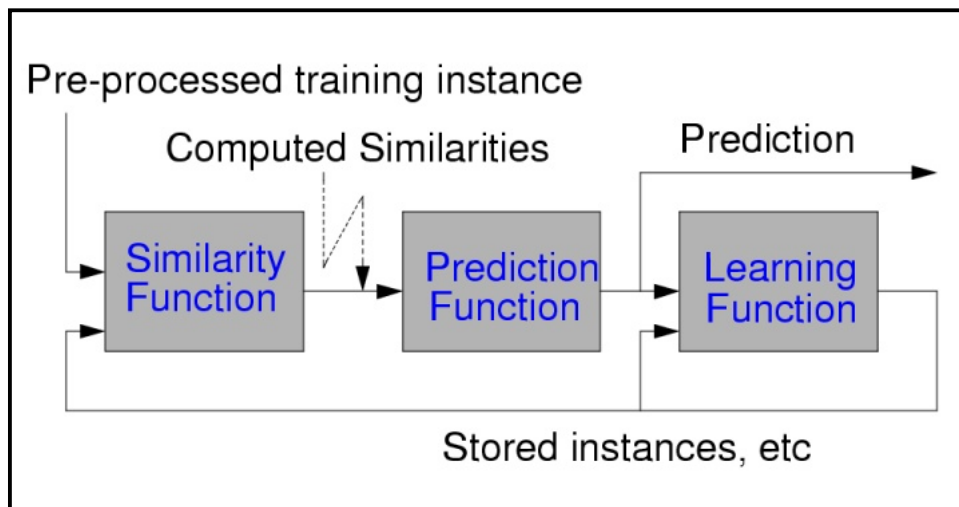 Pre-processed training instance
Computed Similarities
Prediction
Similarity
Function
Prediction
Function
Learning
Function
Stored instances, etc